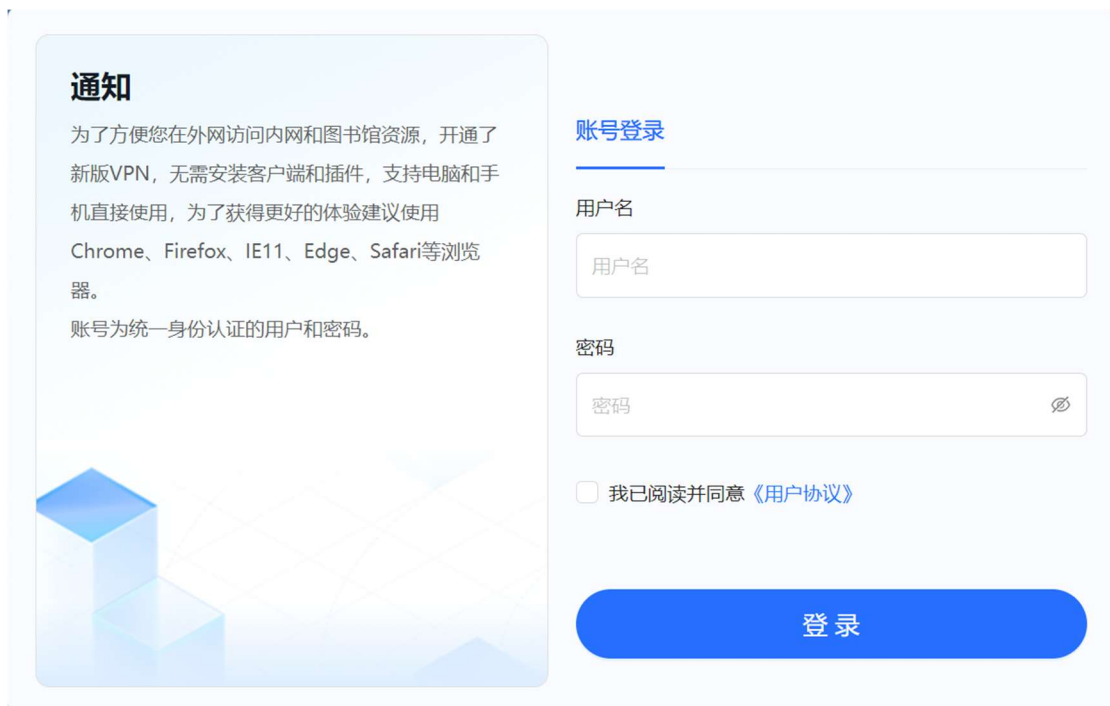 通知
为了方便您在外网访问内网和图书馆资源，开通了
新版VPN，无需安装客户端和插件，支持电脑和手
机直接使用，为了获得更好的体验建议使用
Chrome、Firefox、IE11、Edge、Safari等浏览
器。
账号为统一身份认证的用户和密码。
账号登录
用户名
用户名
密码
密码
我已阅读并同意《用户协议》
登录